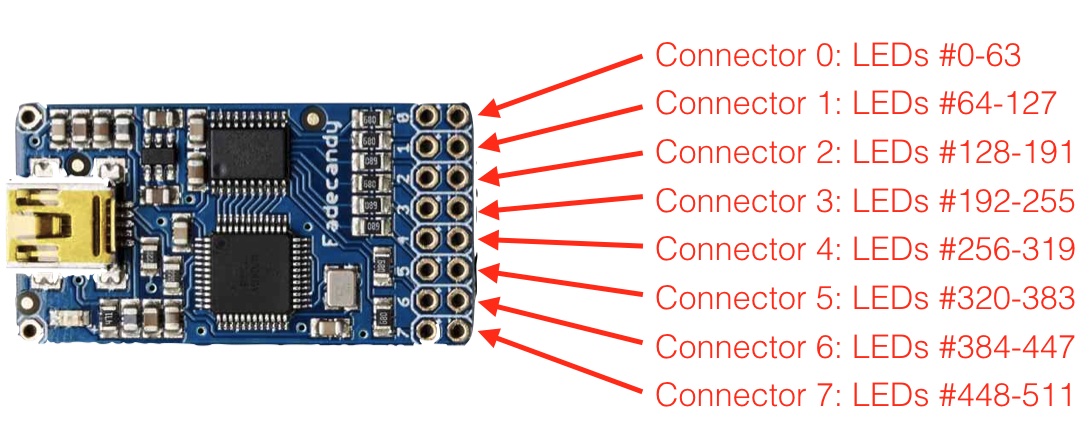 Connector 0: LEDs #0-63
Connector 1: LEDs #64-127
Connector 2: LEDs #128-191
Connector 3: LEDs #192-255
Connector 4: LEDs #256-319
Connector 5: LEDs #320-383
Connector 6: LEDs #384-447
Connector 7: LEDs #448-511
Fadecandy
0
1
2
3
4
5
6
7
680
680
089
680
089
680